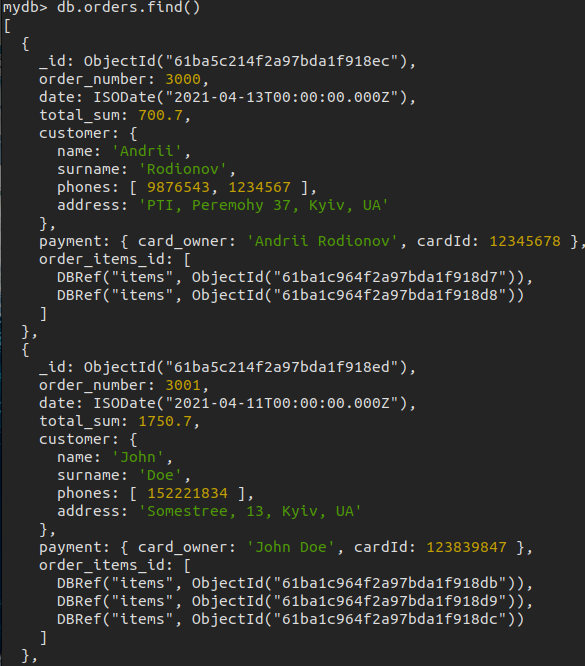 mydb> db.orders.find()
[
  {
    _id: ObjectId("61ba5c214f2a97bda1f918ec"),
    order_number: 3000,
    date: ISODate("2021-04-13T00:00:00.000Z"),
    total_sum: 700.7,
    customer: {
      name: 'Andrii',
      surname: 'Rodionov',
      phones: [ 9876543, 1234567 ],
      address: 'PTI, Peremohy 37, Kyiv, UA'
    },
    payment: { card_owner: 'Andrii Rodionov', cardId: 12345678 },
    order_items_id: [
      DBRef("items", ObjectId("61ba1c964f2a97bda1f918d7")),
      DBRef("items", ObjectId("61ba1c964f2a97bda1f918d8"))
    ]
  },
  {
    _id: ObjectId("61ba5c214f2a97bda1f918ed"),
    order_number: 3001,
    date: ISODate("2021-04-11T00:00:00.000Z"),
    total_sum: 1750.7,
    customer: {
      name: 'John',
      surname: 'Doe',
      phones: [ 152221834 ],
      address: 'Somestree, 13, Kyiv, UA'
    },
    payment: { card_owner: 'John Doe', cardId: 123839847 },
    order_items_id: [
      DBRef("items", ObjectId("61ba1c964f2a97bda1f918db")),
      DBRef("items", ObjectId("61ba1c964f2a97bda1f918d9")),
      DBRef("items", ObjectId("61ba1c964f2a97bda1f918dc"))
    ]
  },